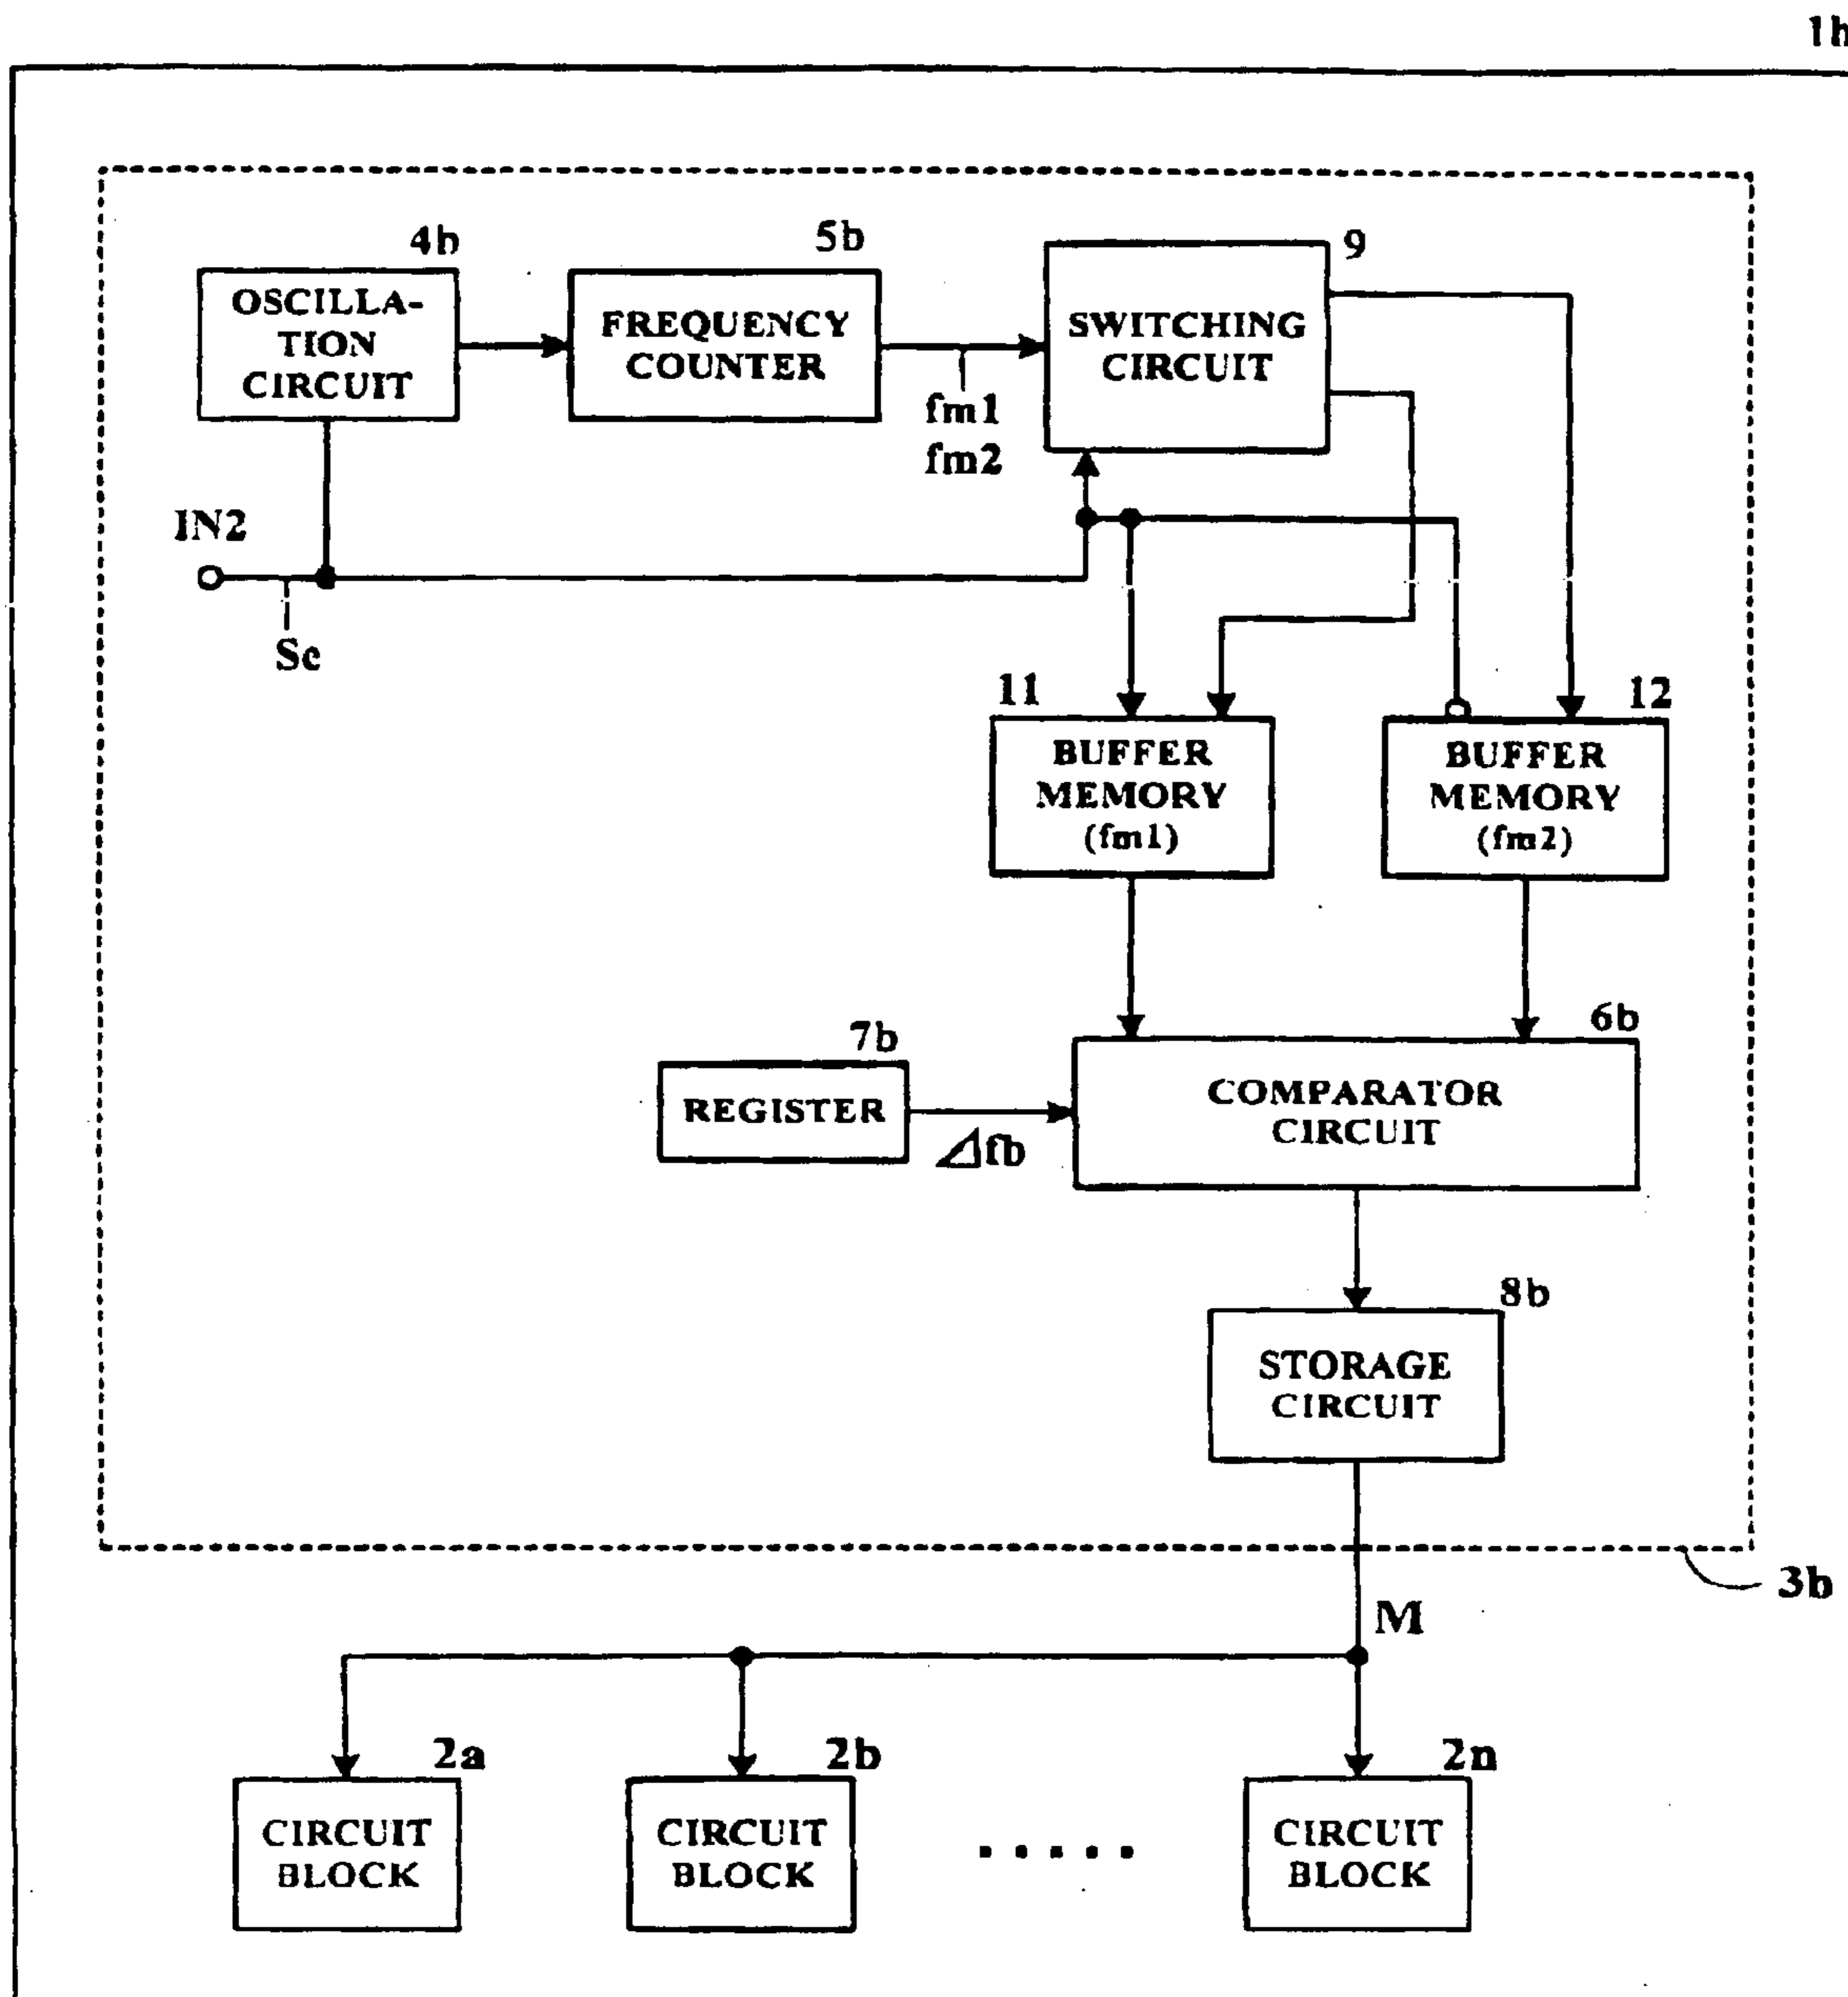 1h
4b
5b
9
OSCILLA-
TION
CIRCUIT
FREQUENCY
COUNTER
SWITCHING
CIRCUIT
fm1
fm2
IN2
Sc
11
12
BUFFER
MEMORY
(fm1)
BUFFER
MEMORY
(fm2)
7b
6b
REGISTER
⊿fb
COMPARATOR
CIRCUIT
8b
STORAGE
CIRCUIT
3b
M
2a
2b
2n
CIRCUIT
BLOCK
CIRCUIT
BLOCK
.....
CIRCUIT
BLOCK